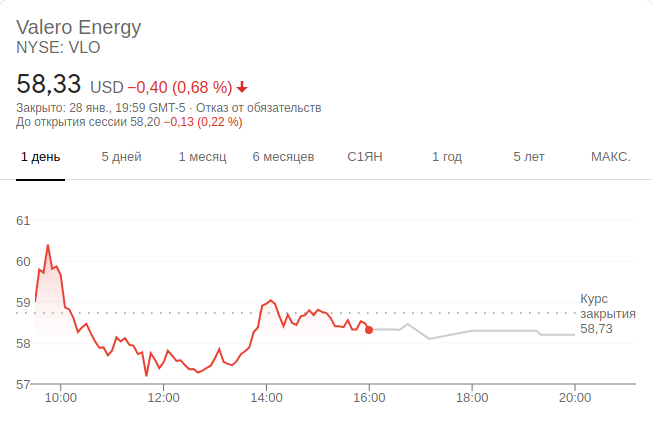 Valero Energy
NYSE: VLO
58,33 USD −0,40 (0,68 %)
Закрыто: 28 янв., 19:59 GMT-5 · Отказ от обязательств
До открытия сессии 58,20 −0,13 (0,22 %)
1 день 5 дней 1 месяц 6 месяцев С1ЯН 1 год 5 лет МАКС.
61
60
59
58
57
Курс
закрытия
58,73
10:00 12:00 14:00 16:00 18:00 20:00